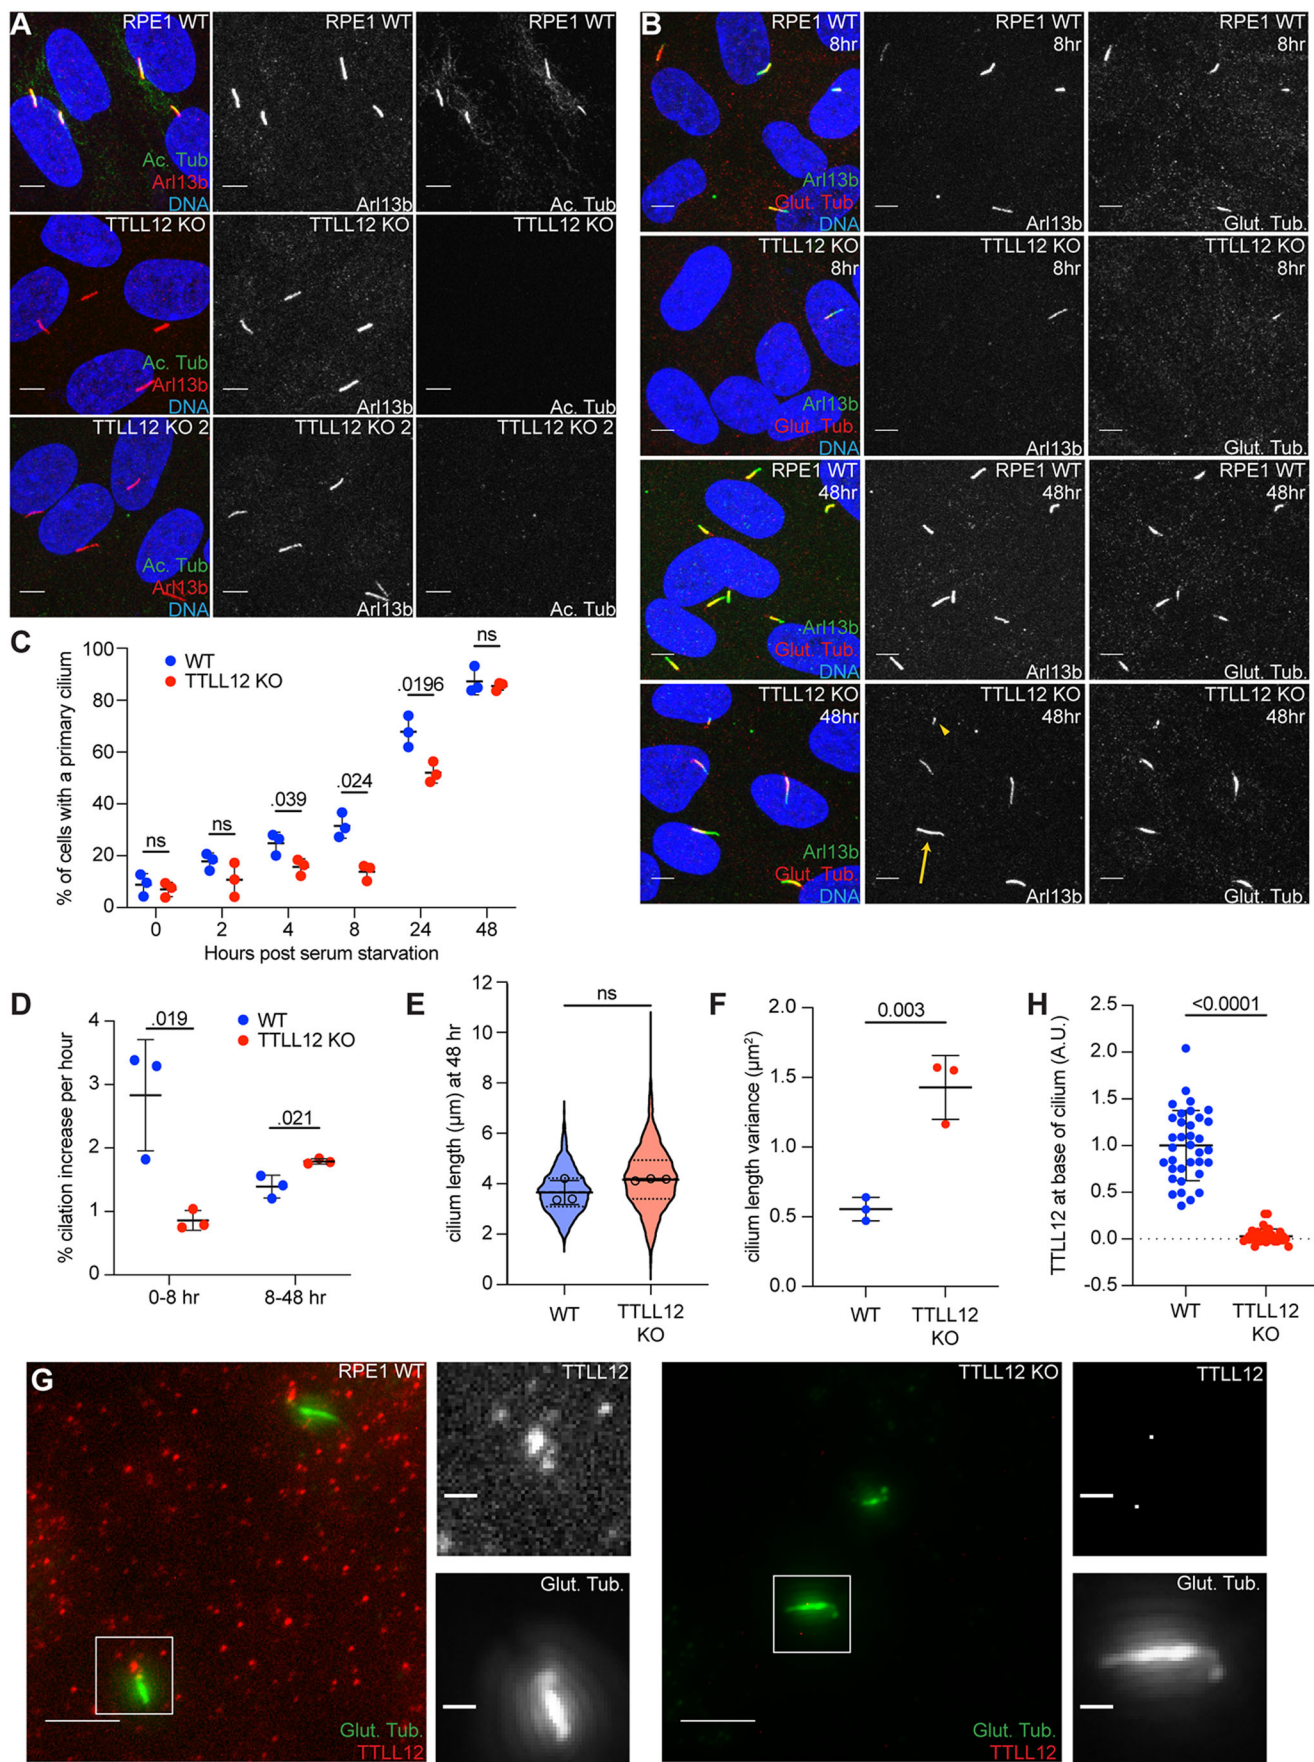 A
RPE1 WT
RPE1 WT
RPE1 WT
Ac. Tub
Arl13b
DNA
Arl13b
Ac. Tub
TTLL12 KO
TTLL12 KO
TTLL12 KO
Ac. Tub
Arl13b
DNA
Arl13b
Ac. Tub
TTLL12 KO 2
TTLL12 KO 2
TTLL12 KO 2
Ac. Tub
Arl13b
DNA
Arl13b
Ac. Tub
B
RPE1 WT
8hr
RPE1 WT
8hr
RPE1 WT
8hr
Arl13b
Glut. Tub.
DNA
Arl13b
Glut. Tub.
TTLL12 KO
8hr
TTLL12 KO
8hr
TTLL12 KO
8hr
Arl13b
Glut. Tub.
DNA
Arl13b
Glut. Tub.
RPE1 WT
48hr
RPE1 WT
48hr
RPE1 WT
48hr
Arl13b
Glut. Tub.
DNA
Arl13b
Glut. Tub.
TTLL12 KO
48hr
TTLL12 KO
48hr
TTLL12 KO
48hr
Arl13b
Glut. Tub.
DNA
Arl13b
Glut. Tub.
C
% of cells with a primary cilium
100
80
60
40
20
0
WT
TTLL12 KO
ns
ns
.039
.024
.0196
ns
0 2 4 8 24 48
Hours post serum starvation
D
% cilation increase per hour
4
3
2
1
0
.019
.021
WT
TTLL12 KO
0-8 hr 8-48 hr
E
cilium length (µm) at 48 hr
12
10
8
6
4
2
0
ns
WT TTLL12
KO
F
cilium length variance (µm²)
2.0
1.5
1.0
0.5
0.0
0.003
WT TTLL12
KO
H
TTLL12 at base of cilium (A.U.)
2.5
2.0
1.5
1.0
0.5
0.0
-0.5
<0.0001
WT TTLL12
KO
G
RPE1 WT
Glut. Tub.
TTLL12
TTLL12
Glut. Tub.
TTLL12 KO
Glut. Tub.
TTLL12
TTLL12
Glut. Tub.